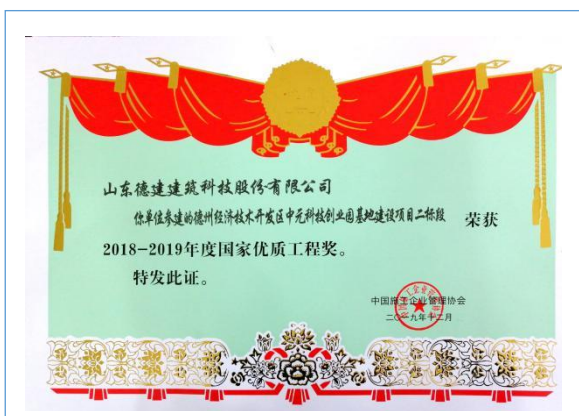 山东德建建筑科技股份有限公司
你单位参建的德州经济技术开发区中元科技创业园基地建设项目二标段 荣获
2018-2019年度国家优质工程奖。
特发此证。
中国施工企业管理协会
二〇一九年十二月